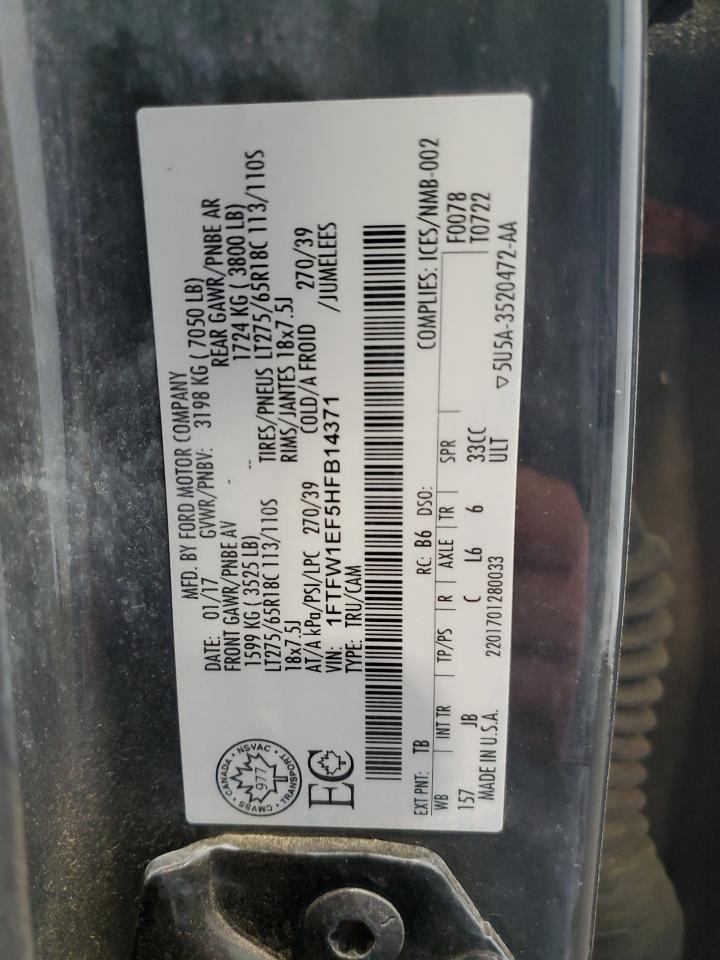 MFD. BY FORD MOTOR COMPANY
DATE: 01/17 GVWR/PNBV: 3198 KG ( 7050 LB)
FRONT GAWR/PNBE AV REAR GAWR/PNBE AR
1599 KG ( 3525 LB) 1724 KG ( 3800 LB)
LT275/65R18C 113/110S TIRES/PNEUS LT275/65R18C 113/110S
18x7.5J RIMS/JANTES 18x7.5J
AT/A kPa/PSI/LPC 270/39 COLD/A FROID 270/39
VIN: 1FTFW1EF5HFB14371 /JUMELEES
TYPE: TRU/CAM
CANADA · NSVAC · TRANSPORT · CMVSS
977
EC
EXT PNT: TB RC: B6 DSO: COMPLIES: ICES/NMB-002
WB INT TR TP/PS R AXLE TR SPR F0078
157 JB C L6 6 33CC T0722
ULT
MADE IN U.S.A. 2201701280033 ▽5U5A-3520472-AA